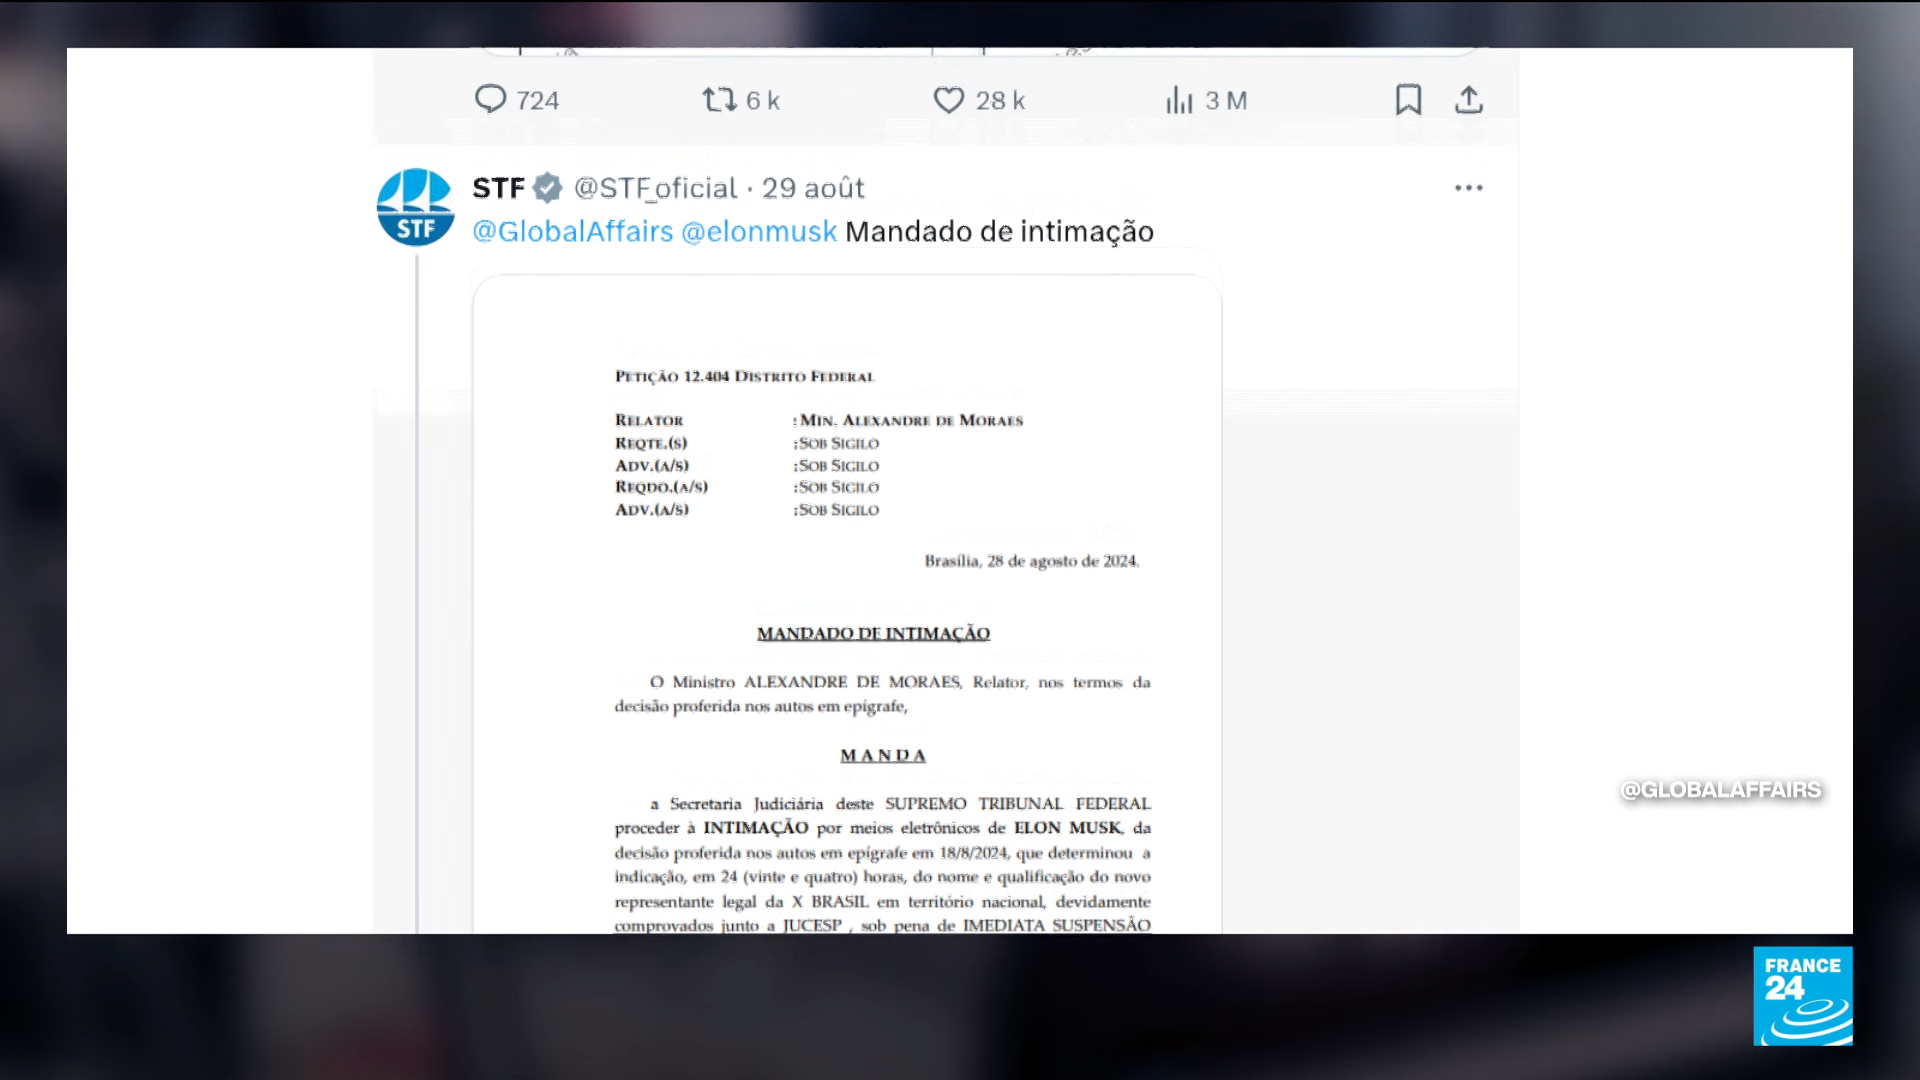 724 6 k 28 k 3 M
STF @STF_oficial · 29 août
STF
@GlobalAffairs @elonmusk Mandado de intimação
PETIÇÃO 12.404 DISTRITO FEDERAL
RELATOR : MIN. ALEXANDRE DE MORAES
REQTE.(S) :SOB SIGILO
ADV.(A/S) :SOB SIGILO
REQDO.(A/S) :SOB SIGILO
ADV.(A/S) :SOB SIGILO
Brasília, 28 de agosto de 2024.
MANDADO DE INTIMAÇÃO
O Ministro ALEXANDRE DE MORAES, Relator, nos termos da
decisão proferida nos autos em epígrafe,
M A N D A
a Secretaria Judiciária deste SUPREMO TRIBUNAL FEDERAL
proceder à INTIMAÇÃO por meios eletrônicos de ELON MUSK, da
decisão proferida nos autos em epígrafe em 18/8/2024, que determinou a
indicação, em 24 (vinte e quatro) horas, do nome e qualificação do novo
representante legal da X BRASIL em território nacional, devidamente
comprovados junto a JUCESP , sob pena de IMEDIATA SUSPENSÃO
@GLOBALAFFAIRS
FRANCE
24